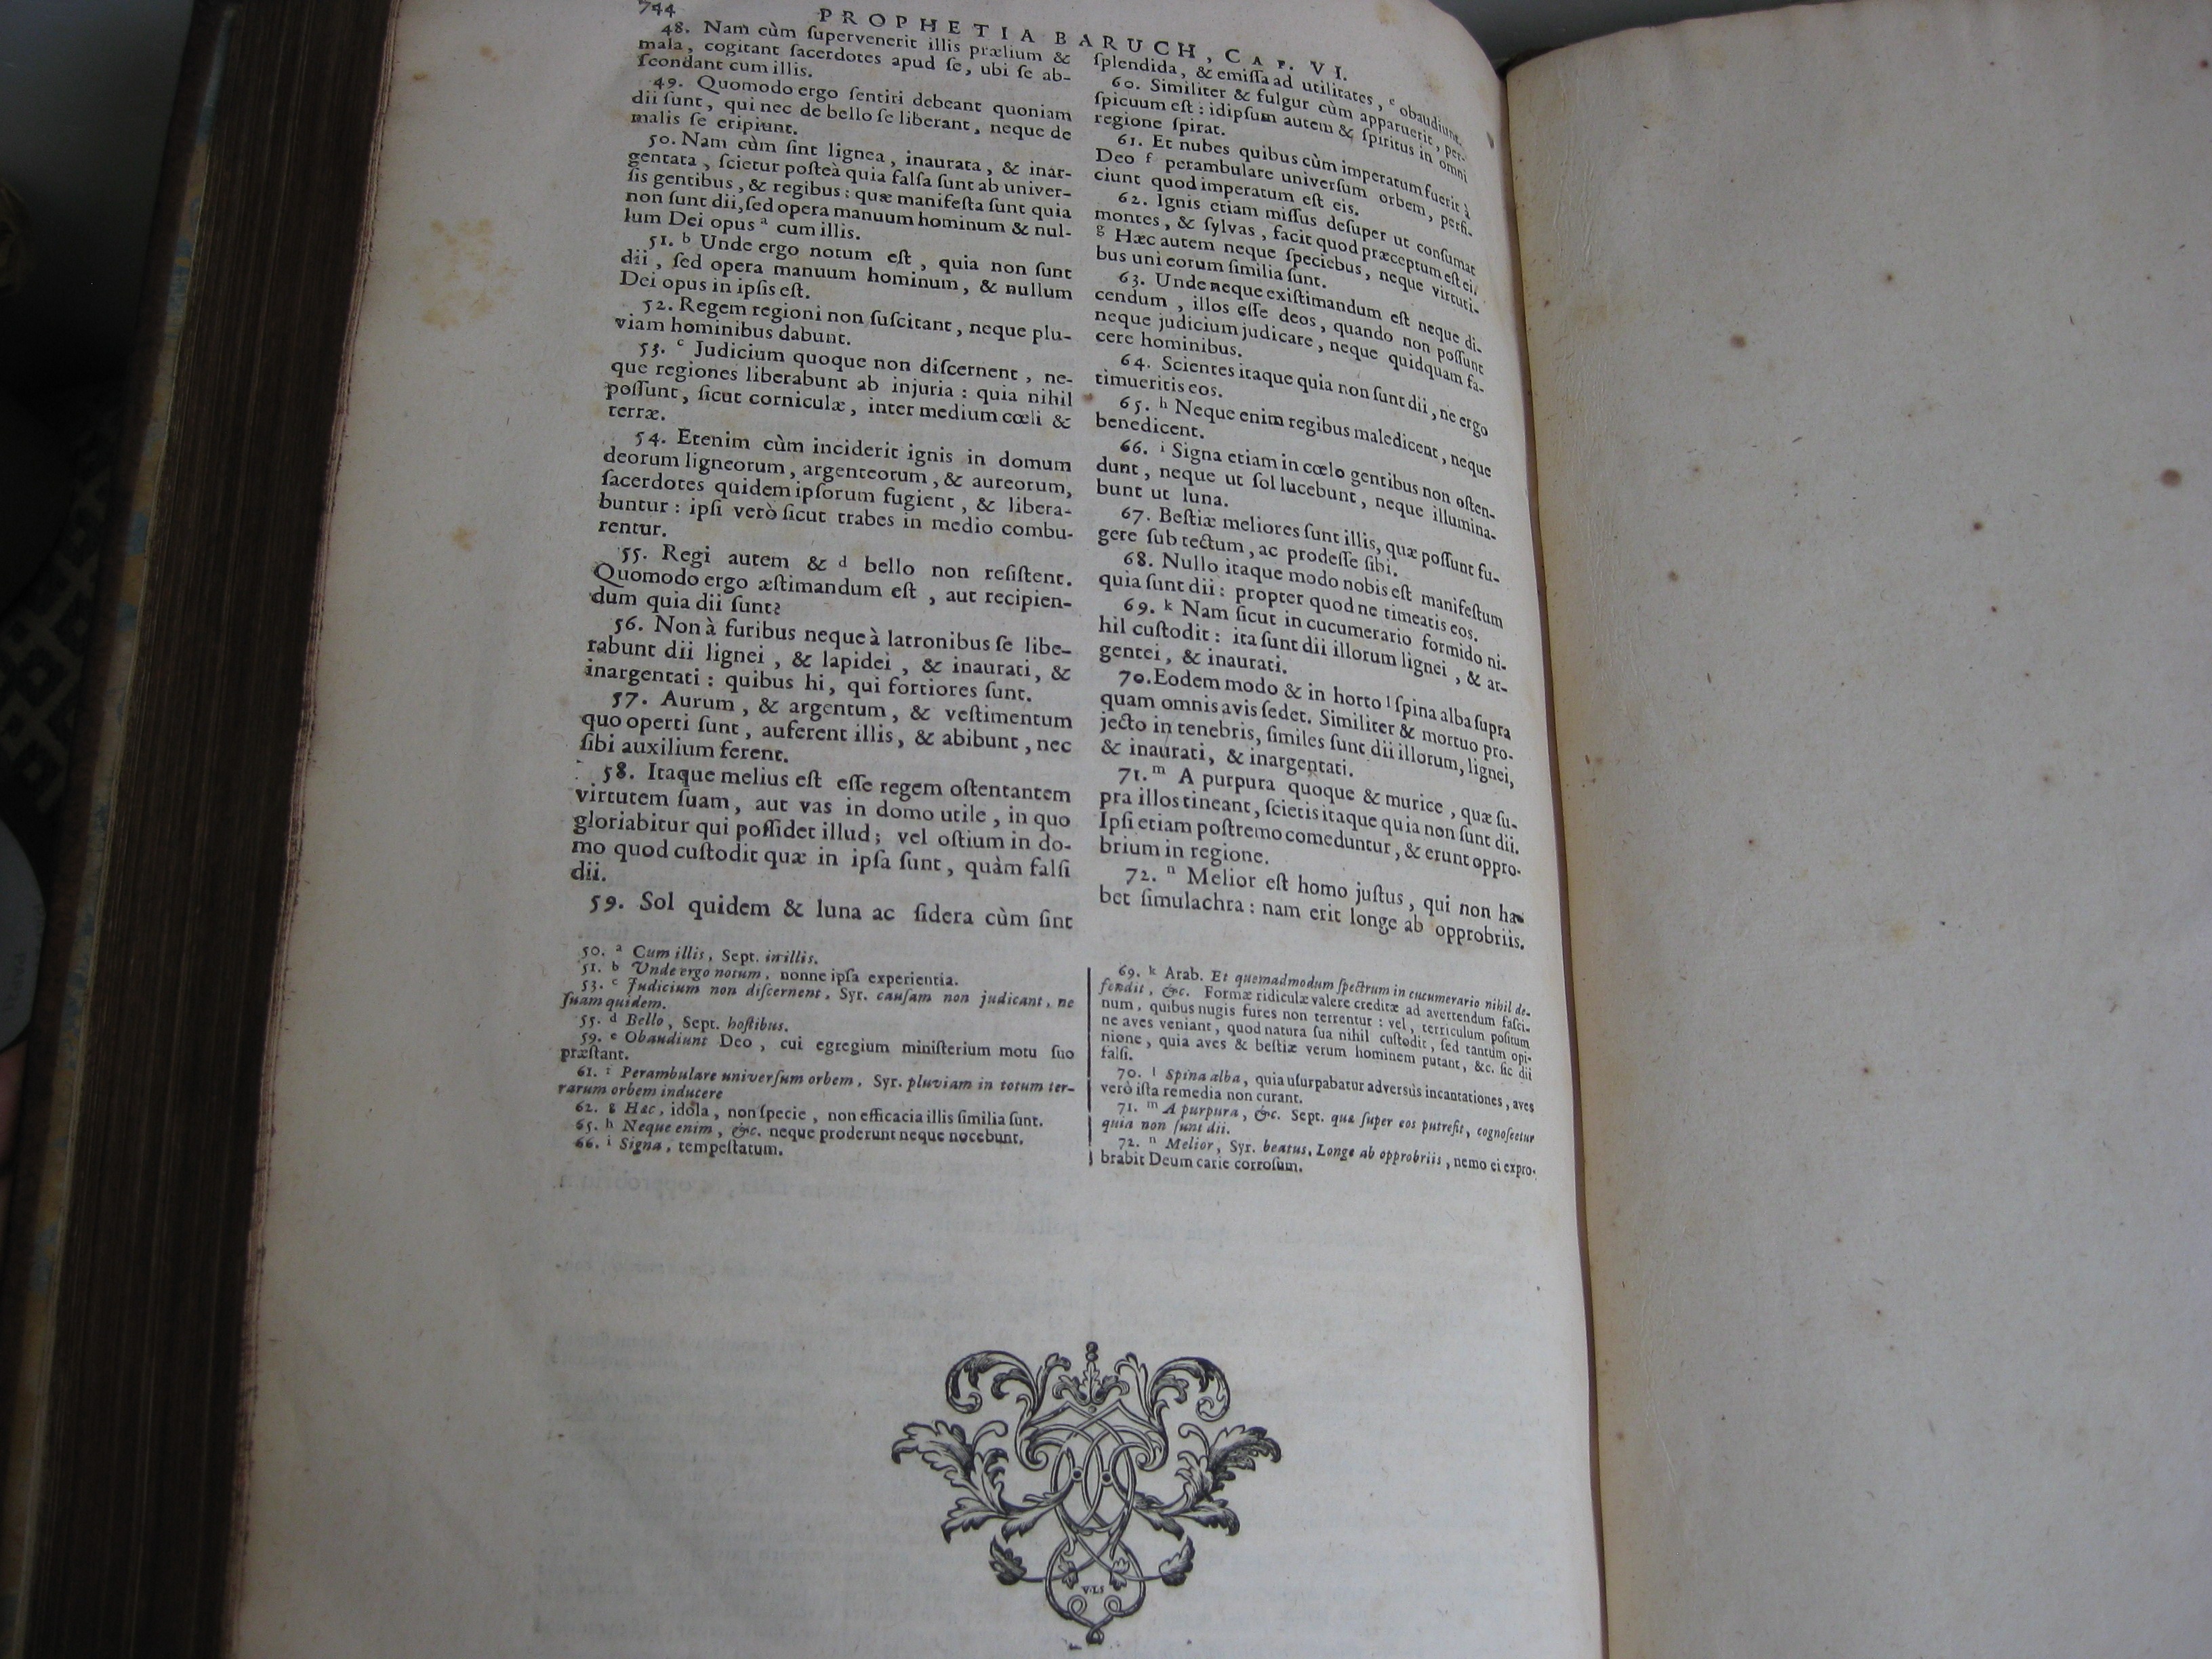 744
PROPHETIA BARUCH, CAP. VI.
48. Nam cùm ſupervenerit illis prælium &
mala, cogitant ſacerdotes apud ſe, ubi ſe ab-
ſcondant cum illis.
49. Quomodo ergo ſentiri debeant quoniam
dii ſunt, qui nec de bello ſe liberant, neque de
malis ſe eripiunt.
50. Nam cùm ſint lignea, inaurata, & inar-
gentata, ſcietur poſteà quia falſa ſunt ab univer-
ſis gentibus, & regibus: quæ manifeſta ſunt quia
non ſunt dii, ſed opera manuum hominum & nul-
lum Dei opus a cum illis.
51. b Unde ergo notum eſt, quia non ſunt
dii, ſed opera manuum hominum, & nullum
Dei opus in ipſis eſt.
52. Regem regioni non ſuſcitant, neque plu-
viam hominibus dabunt.
53. c Judicium quoque non diſcernent, ne-
que regiones liberabunt ab injuria: quia nihil
poſſunt, ſicut corniculæ, inter medium cœli &
terræ.
54. Etenim cùm inciderit ignis in domum
deorum ligneorum, argenteorum, & aureorum,
ſacerdotes quidem ipſorum fugient, & libera-
buntur: ipſi verò ſicut trabes in medio combu-
rentur.
55. Regi autem & d bello non reſiſtent.
Quomodo ergo æſtimandum eſt, aut recipien-
dum quia dii ſunt?
56. Non à furibus neque à latronibus ſe libe-
rabunt dii lignei, & lapidei, & inaurati, &
inargentati: quibus hi, qui fortiores ſunt.
57. Aurum, & argentum, & veſtimentum
quo operti ſunt, auferent illis, & abibunt, nec
ſibi auxilium ferent.
58. Itaque melius eſt eſſe regem oſtentantem
virtutem ſuam, aut vas in domo utile, in quo
gloriabitur qui poſſidet illud; vel oſtium in do-
mo quod cuſtodit quæ in ipſa ſunt, quàm falſi
dii.
59. Sol quidem & luna ac ſidera cùm ſint
ſplendida, & emiſſa ad utilitates, e obaudiunt.
60. Similiter & fulgur cùm apparuerit, per-
ſpicuum eſt: idipſum autem & ſpiritus in omni
regione ſpirat.
61. Et nubes quibus cùm imperatum fuerit à
Deo f perambulare univerſum orbem, perfi-
ciunt quod imperatum eſt eis.
62. Ignis etiam miſſus deſuper ut conſumat
montes, & ſylvas, facit quod præceptum eſt ei.
g Hæc autem neque ſpeciebus, neque virtuti-
bus uni eorum ſimilia ſunt.
63. Unde neque exiſtimandum eſt neque di-
cendum, illos eſſe deos, quando non poſſunt
neque judicium judicare, neque quidquam fa-
cere hominibus.
64. Scientes itaque quia non ſunt dii, ne ergo
timueritis eos.
65. h Neque enim regibus maledicent, neque
benedicent.
66. i Signa etiam in cœlo gentibus non oſten-
dunt, neque ut ſol lucebunt, neque illumina-
bunt ut luna.
67. Beſtiæ meliores ſunt illis, quæ poſſunt fu-
gere ſub tectum, ac prodeſſe ſibi.
68. Nullo itaque modo nobis eſt manifeſtum
quia ſunt dii: propter quod ne timeatis eos.
69. k Nam ſicut in cucumerario formido ni-
hil cuſtodit: ita ſunt dii illorum lignei, & ar-
gentei, & inaurati.
70. Eodem modo & in horto l ſpina alba ſupra
quam omnis avis ſedet. Similiter & mortuo pro-
jecto in tenebris, ſimiles ſunt dii illorum, lignei,
& inaurati, & inargentati.
71. m A purpura quoque & murice, quæ ſu-
pra illos tineant, ſcietis itaque quia non ſunt dii.
Ipſi etiam poſtremo comeduntur, & erunt oppro-
brium in regione.
72. n Melior eſt homo juſtus, qui non ha-
bet ſimulachra: nam erit longe ab opprobriis.
50. a Cum illis, Sept. in illis.
51. b Unde ergo notum, nonne ipſa experientia.
53. c Judicium non diſcernent, Syr. cauſam non judicant, ne
ſuam quidem.
55. d Bello, Sept. hoſtibus.
59. e Obaudiunt Deo, cui egregium miniſterium motu ſuo
præſtant.
61. f Perambulare univerſum orbem, Syr. pluviam in totum ter-
rarum orbem inducere
62. g Hæc, idola, non ſpecie, non efficacia illis ſimilia ſunt.
65. h Neque enim, &c. neque proderunt neque nocebunt.
66. i Signa, tempeſtatum.
69. k Arab. Et quemadmodum ſpectrum in cucumerario nihil de-
fendit, &c. Formæ ridiculæ valere creditæ ad avertendum faſci-
num, quibus nugis fures non terrentur: vel, terriculum poſitum
ne aves veniant, quod natura ſua nihil cuſtodit, ſed tantum opi-
nione, quia aves & beſtiæ verum hominem putant, &c. ſic dii
falſi.
70. l Spina alba, quia uſurpabatur adverſùs incantationes, aves
verò iſta remedia non curant.
71. m A purpura, &c. Sept. quæ ſuper eos putreſit, cognoſcetur
quia non ſunt dii.
72. n Melior, Syr. beatus. Longe ab opprobriis, nemo ei expro-
brabit Deum carie corroſum.
V·LS